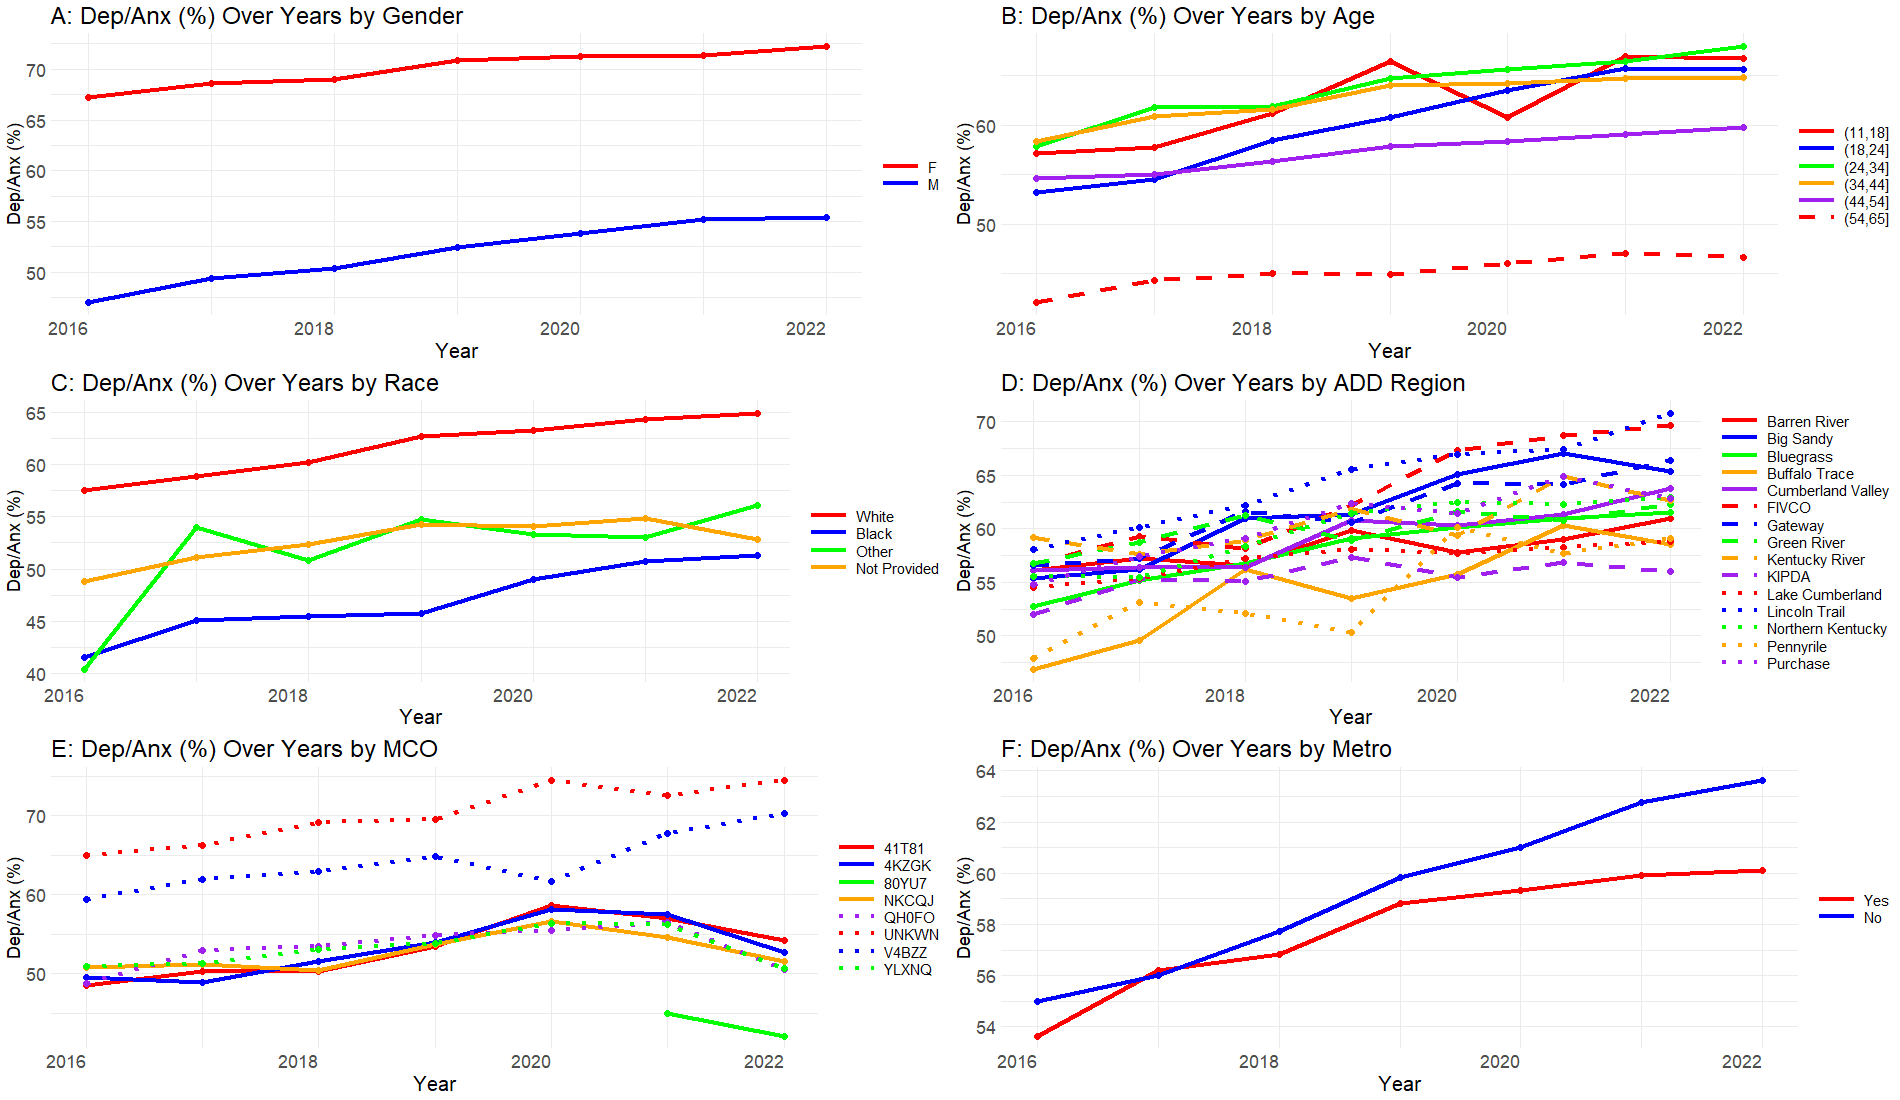 A: Dep/Anx (%) Over Years by Gender
Dep/Anx (%)
70
65
60
55
50
2016
2018
2020
2022
Year
F
M
B: Dep/Anx (%) Over Years by Age
Dep/Anx (%)
60
50
2016
2018
2020
2022
Year
(11,18]
(18,24]
(24,34]
(34,44]
(44,54]
(54,65]
C: Dep/Anx (%) Over Years by Race
Dep/Anx (%)
65
60
55
50
45
40
2016
2018
2020
2022
Year
White
Black
Other
Not Provided
D: Dep/Anx (%) Over Years by ADD Region
Dep/Anx (%)
70
65
60
55
50
2016
2018
2020
2022
Year
Barren River
Big Sandy
Bluegrass
Buffalo Trace
Cumberland Valley
FIVCO
Gateway
Green River
Kentucky River
KIPDA
Lake Cumberland
Lincoln Trail
Northern Kentucky
Pennyrile
Purchase
E: Dep/Anx (%) Over Years by MCO
Dep/Anx (%)
70
60
50
2016
2018
2020
2022
Year
41T81
4KZGK
80YU7
NKCQJ
QH0FO
UNKWN
V4BZZ
YLXNQ
F: Dep/Anx (%) Over Years by Metro
Dep/Anx (%)
64
62
60
58
56
54
2016
2018
2020
2022
Year
Yes
No